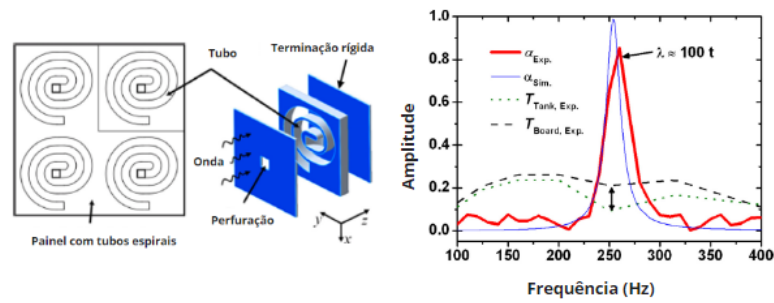 Tubo
Terminação rígida
Onda
Perfuração
Painel com tubos espirais
y
x
z
Amplitude
1.0
0.8
0.6
0.4
0.2
0.0
α Exp.
α Sim.
T Tank, Exp.
T Board, Exp.
λ ≈ 100 t
100
150
200
250
300
350
400
Frequência (Hz)